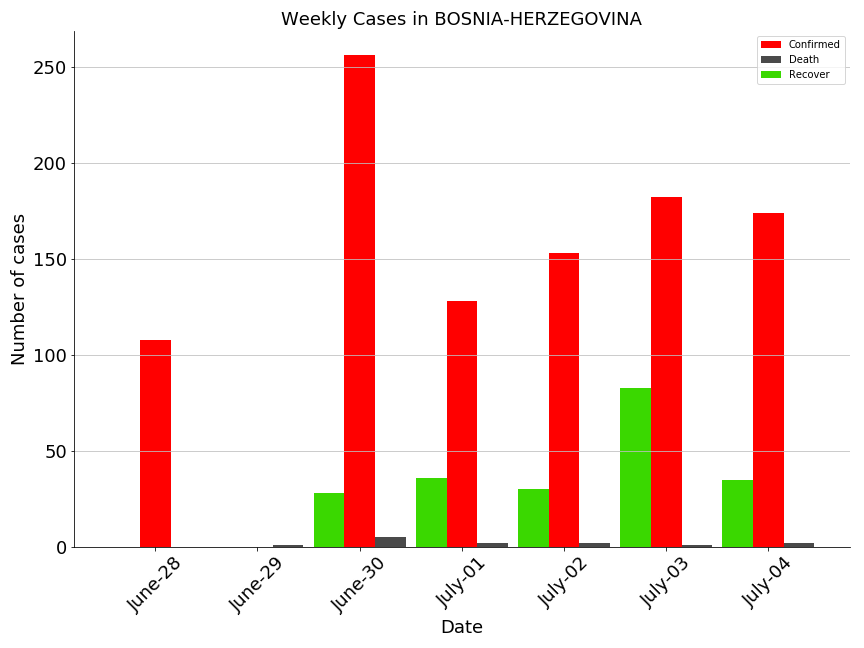 Weekly Cases in BOSNIA-HERZEGOVINA
Confirmed
Death
Recover
Number of cases
250
200
150
100
50
0
June-28
June-29
June-30
July-01
July-02
July-03
July-04
Date